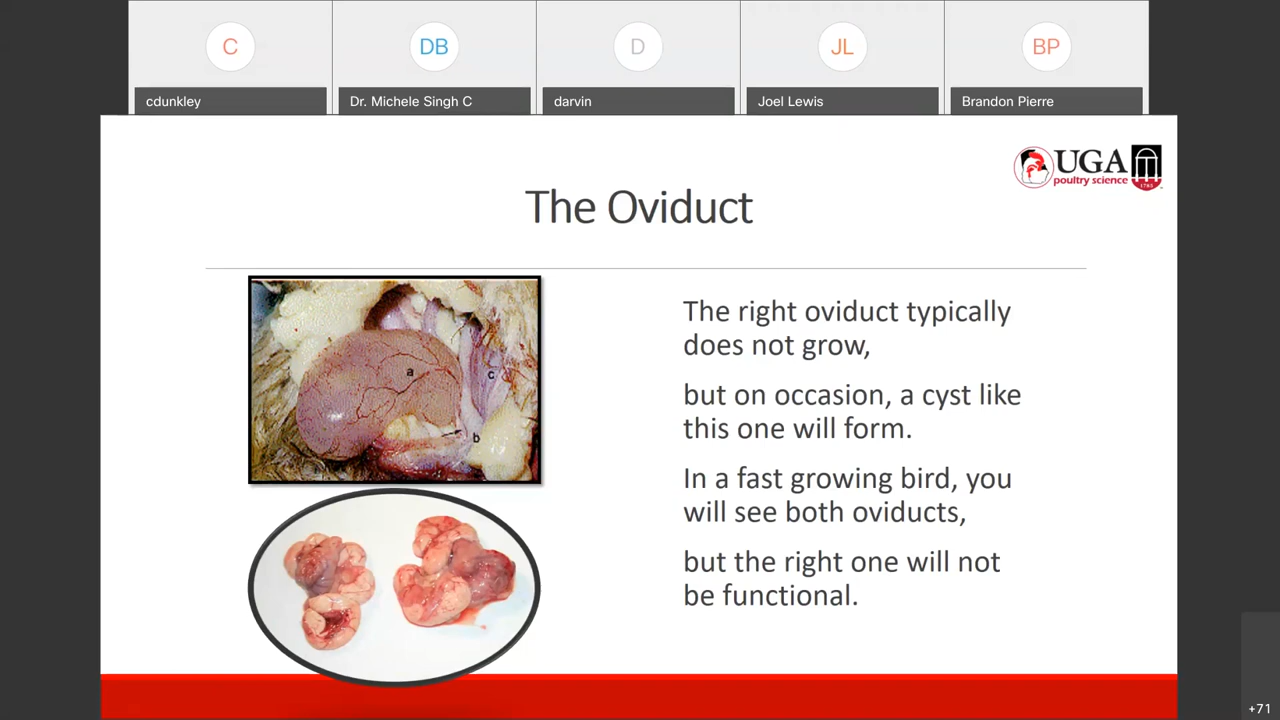 C
DB
D
JL
BP
cdunkley
Dr. Michele Singh C
darvin
Joel Lewis
Brandon Pierre
UGA
poultry science
1785
The Oviduct
a
c
b
The right oviduct typically
does not grow,
but on occasion, a cyst like
this one will form.
In a fast growing bird, you
will see both oviducts,
but the right one will not
be functional.
+71